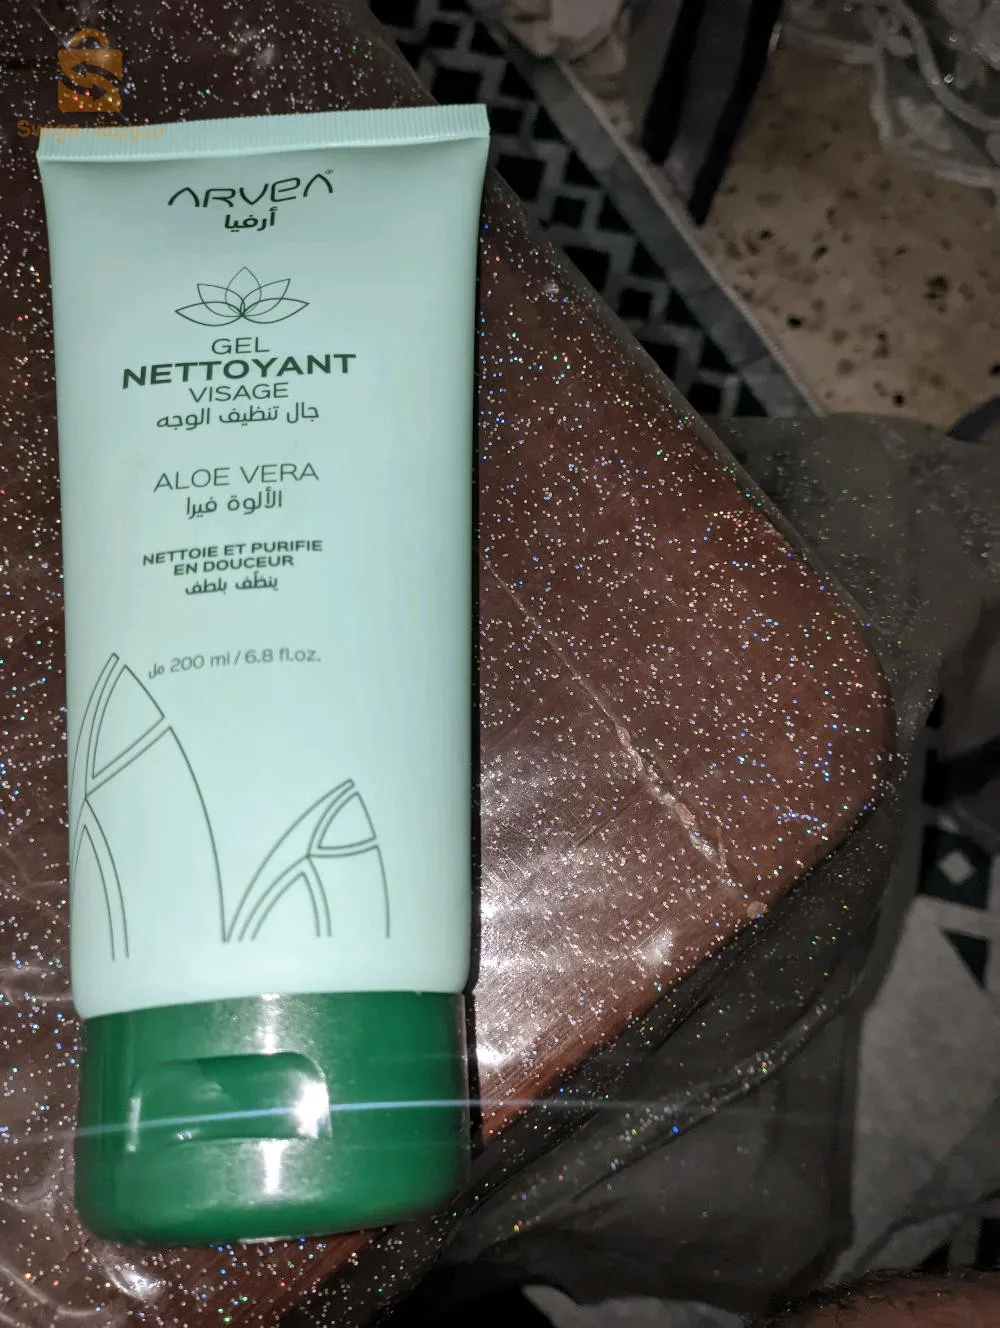 ARVEA®
أرفيا
GEL
NETTOYANT
VISAGE
جال تنظيف الوجه
ALOE VERA
الألوة فيرا
NETTOIE ET PURIFIE
EN DOUCEUR
ينظّف بلطف
200 ml / 6.8 fl.oz. مل